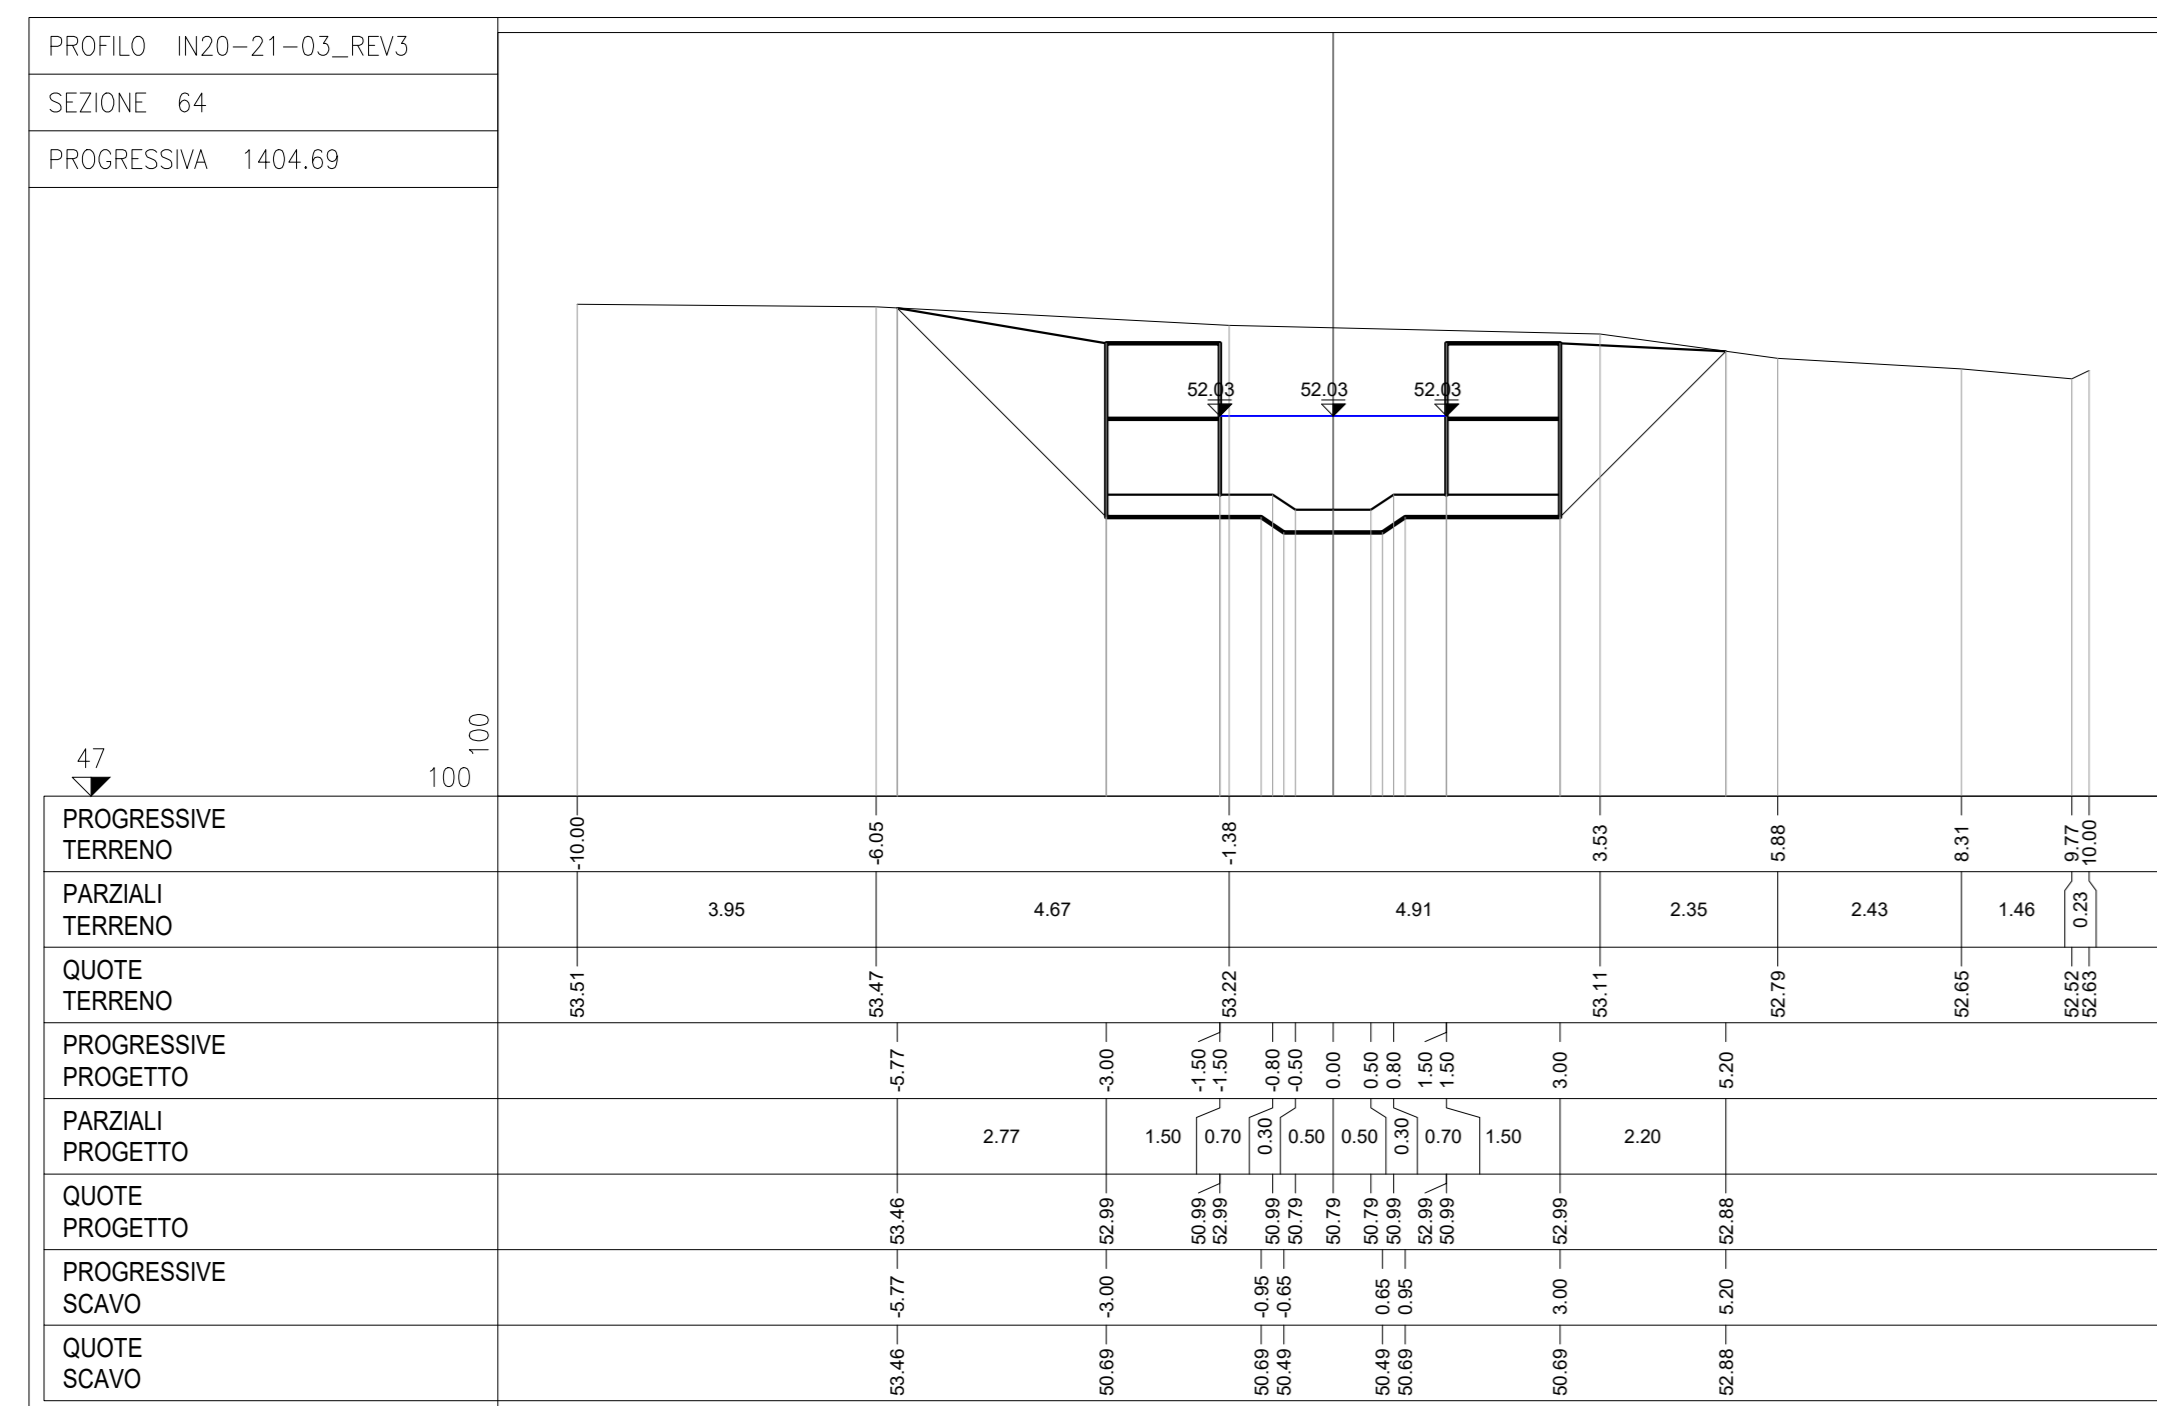 PROFILO IN20-21-03_REV3
SEZIONE 64
PROGRESSIVA 1404.69
52.03 52.03 52.03
100
47
100
PROGRESSIVE
TERRENO
-10.00 -6.05 -1.38 3.53 5.88 8.31 9.77 10.00
PARZIALI
TERRENO
3.95 4.67 4.91 2.35 2.43 1.46 0.23
QUOTE
TERRENO
53.51 53.47 53.22 53.11 52.79 52.65 52.52 52.63
PROGRESSIVE
PROGETTO
-5.77 -3.00 -1.50 -1.50 -0.80 -0.50 0.00 0.50 0.80 1.50 1.50 3.00 5.20
PARZIALI
PROGETTO
2.77 1.50 0.70 0.30 0.50 0.50 0.30 0.70 1.50 2.20
QUOTE
PROGETTO
53.46 52.99 50.99 52.99 50.99 50.79 50.79 50.79 50.99 52.99 50.99 52.99 52.88
PROGRESSIVE
SCAVO
-5.77 -3.00 -0.95 -0.65 0.65 0.95 3.00 5.20
QUOTE
SCAVO
53.46 50.69 50.69 50.49 50.49 50.69 50.69 52.88